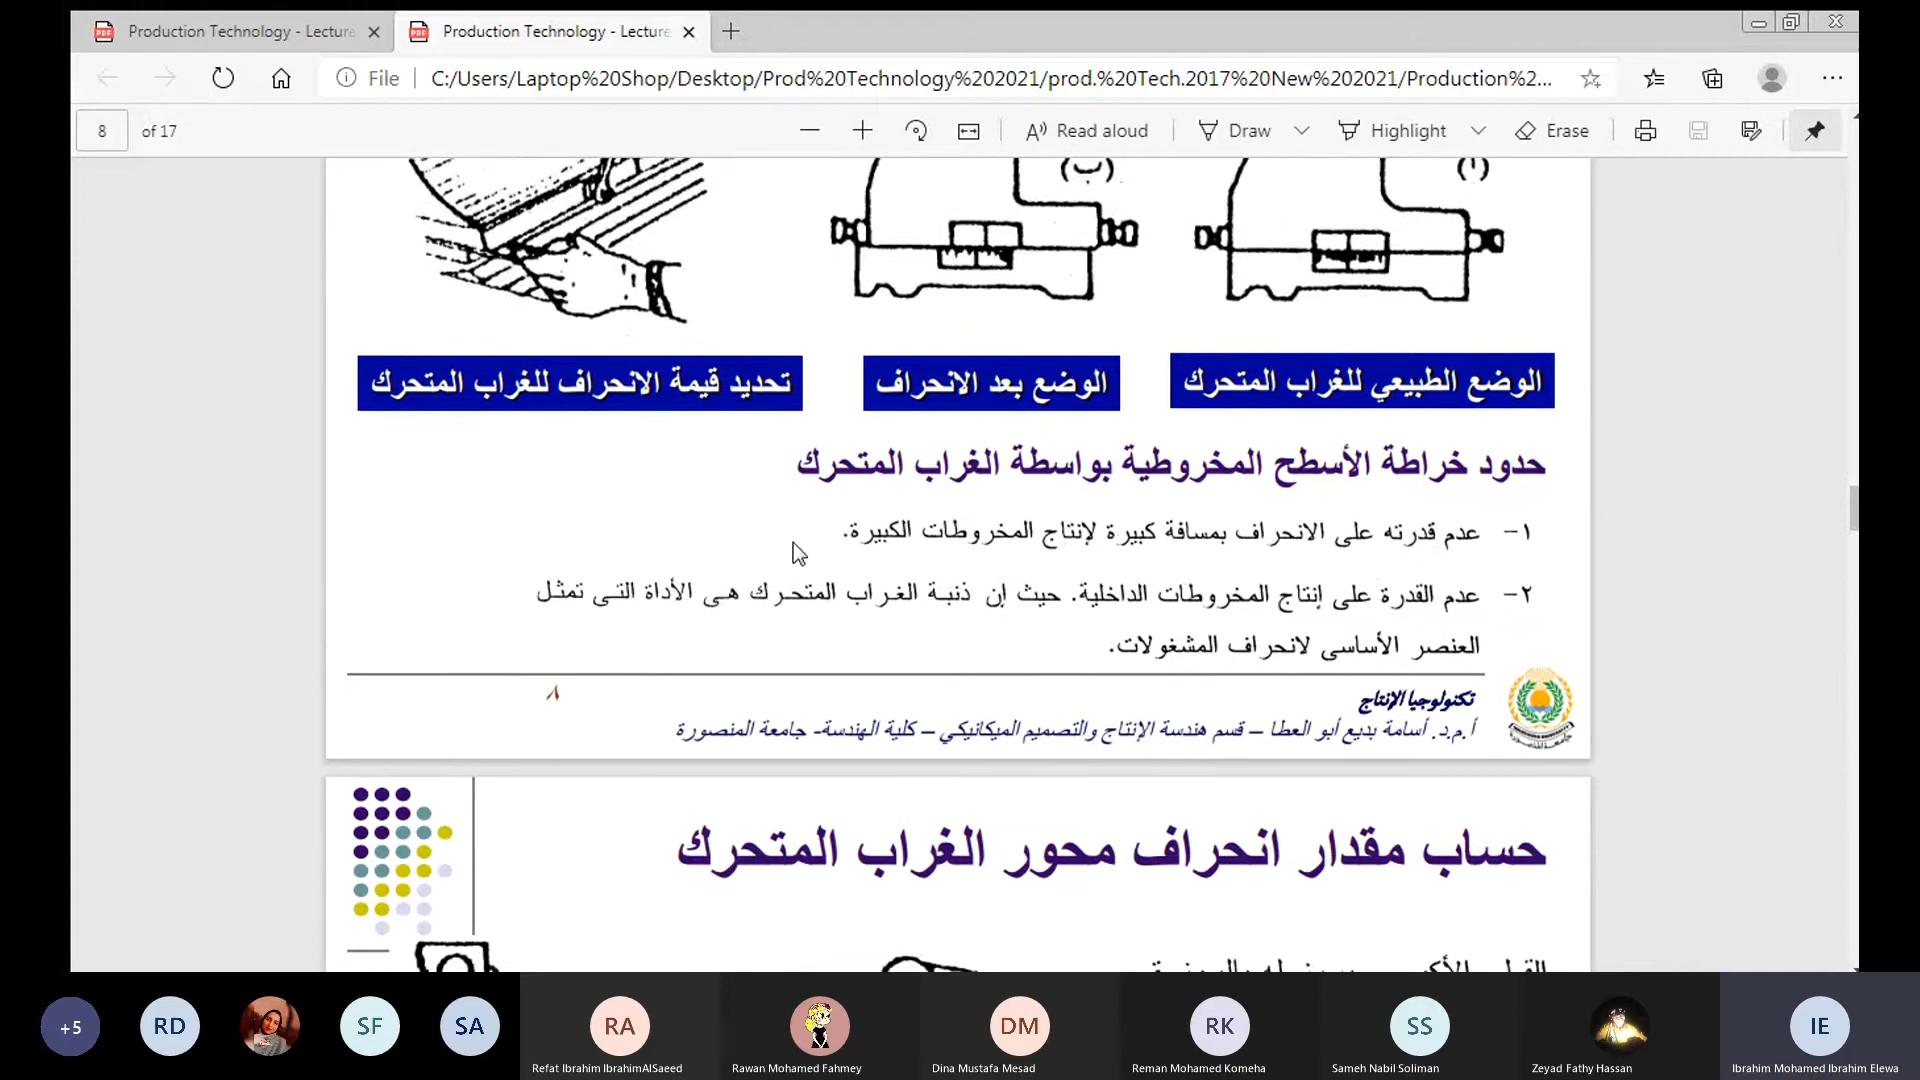 Production Technology - Lecture
Production Technology - Lecture
File
C:/Users/Laptop%20Shop/Desktop/Prod%20Technology%202021/prod.%20Tech.2017%20New%202021/Production%2...
8 of 17
Read aloud
Draw
Highlight
Erase
(أ)
(ب)
الوضع الطبيعي للغراب المتحرك
الوضع بعد الانحراف
تحديد قيمة الانحراف للغراب المتحرك
حدود خراطة الأسطح المخروطية بواسطة الغراب المتحرك
١- عدم قدرته على الانحراف بمسافة كبيرة لإنتاج المخروطات الكبيرة.
٢- عدم القدرة على إنتاج المخروطات الداخلية. حيث إن ذنبة الغراب المتحرك هى الأداة التى تمثل
العنصر الأساسى لانحراف المشغولات.
تكنولوجيا الإنتاج
٨
أ.م.د. أسامة بديع أبو العطا – قسم هندسة الإنتاج والتصميم الميكانيكي – كلية الهندسة- جامعة المنصورة
حساب مقدار انحراف محور الغراب المتحرك
+5
RD
SF
SA
RA
DM
RK
SS
IE
Refat Ibrahim IbrahimAlSaeed
Rawan Mohamed Fahmey
Dina Mustafa Mesad
Reman Mohamed Komeha
Sameh Nabil Soliman
Zeyad Fathy Hassan
Ibrahim Mohamed Ibrahim Elewa